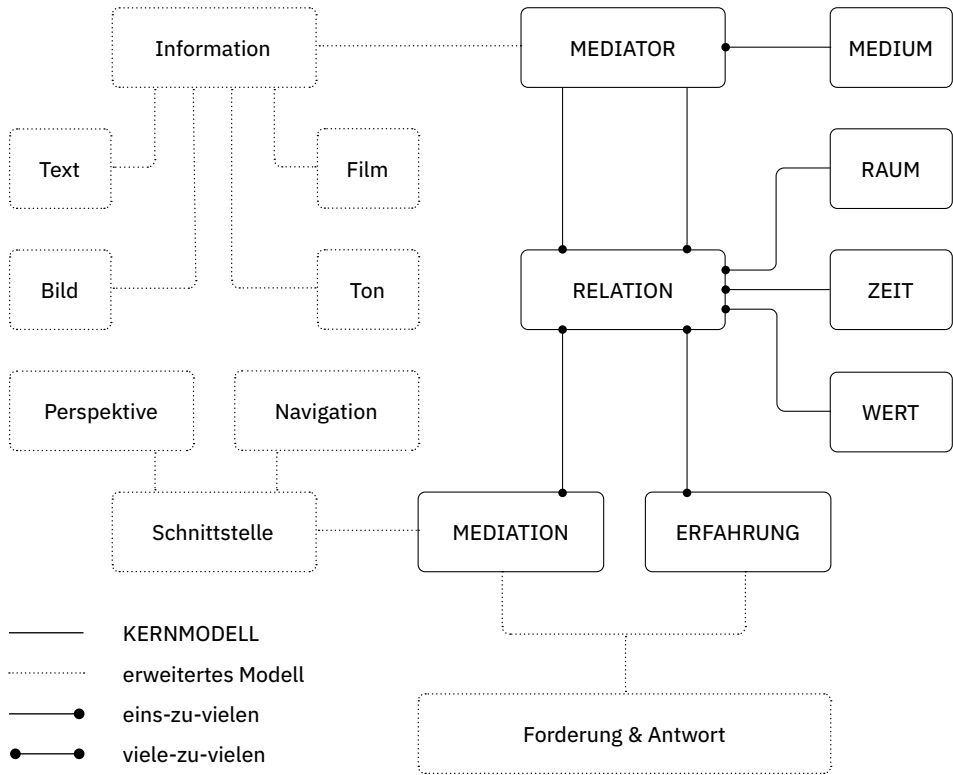 Information
MEDIATOR
MEDIUM
Text
Film
RAUM
Bild
Ton
RELATION
ZEIT
Perspektive
Navigation
WERT
Schnittstelle
MEDIATION
ERFAHRUNG
KERNMODELL
erweitertes Modell
eins-zu-vielen
viele-zu-vielen
Forderung & Antwort